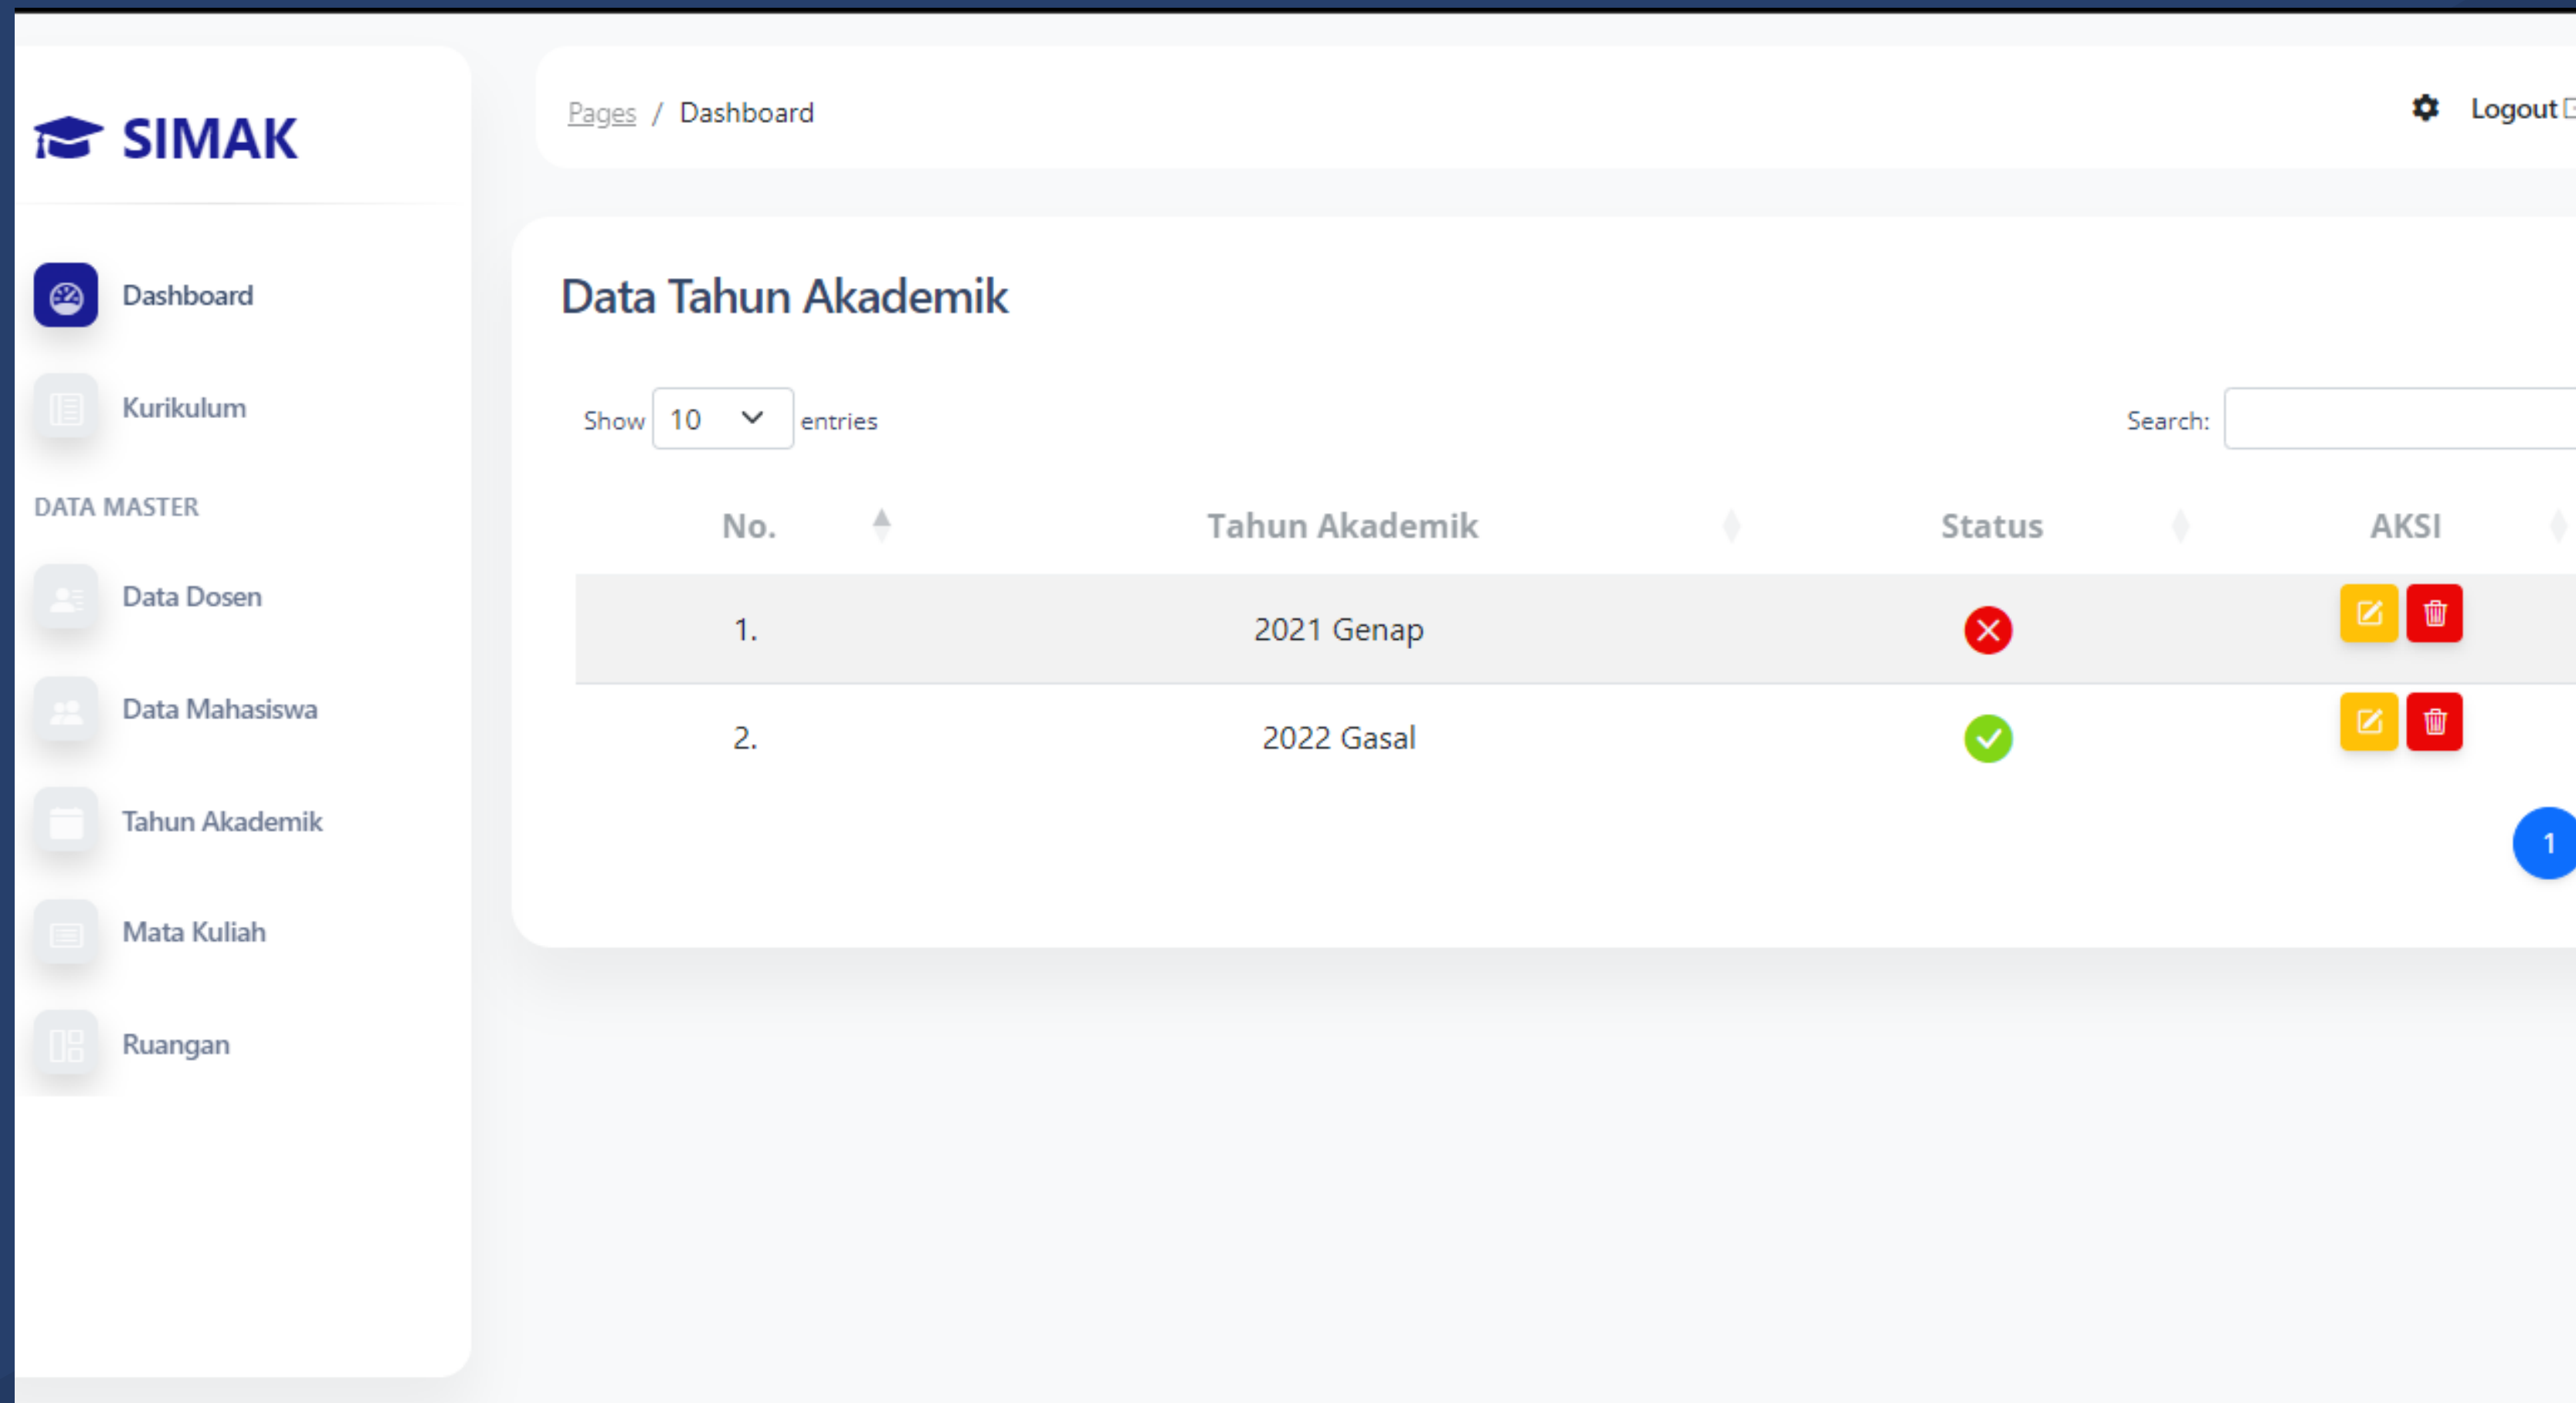 SIMAK
Dashboard
Kurikulum
DATA MASTER
Data Dosen
Data Mahasiswa
Tahun Akademik
Mata Kuliah
Ruangan
Pages / Dashboard
Logout
Data Tahun Akademik
Show 10 entries
Search:
No. Tahun Akademik Status AKSI
1. 2021 Genap
2. 2022 Gasal
1